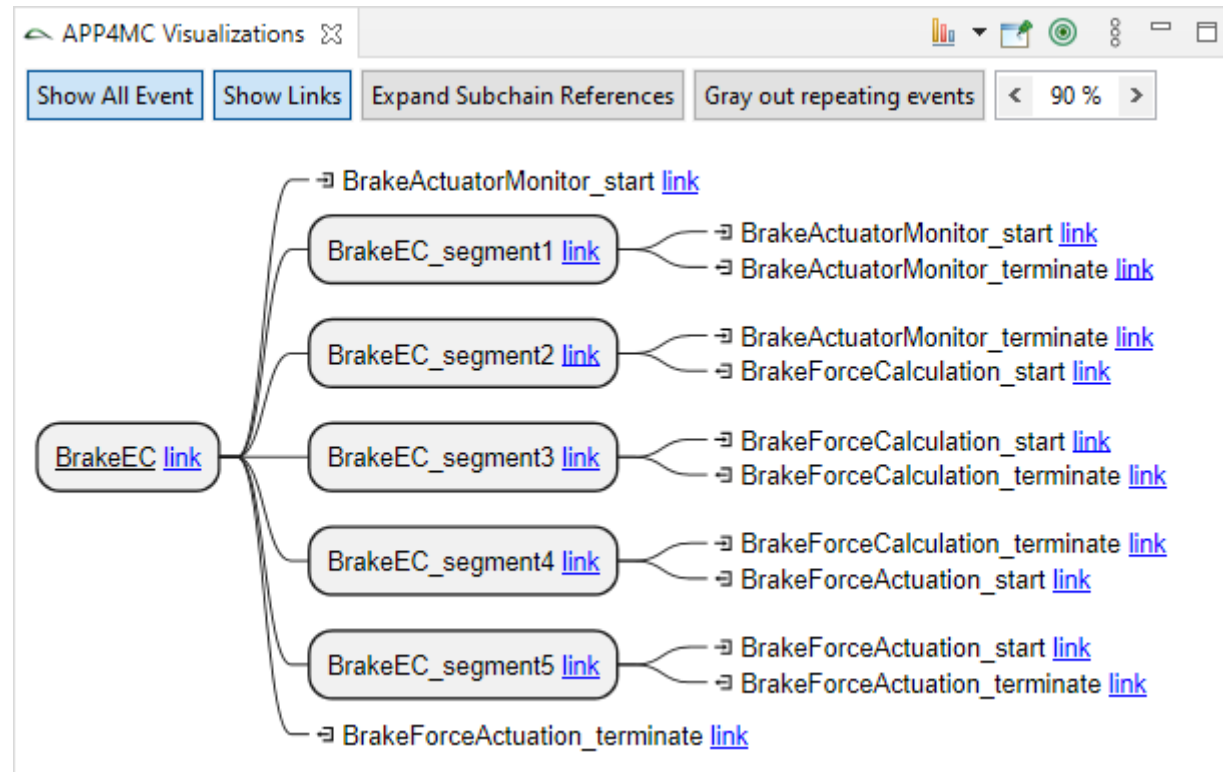 APP4MC Visualizations
Show All Event Show Links Expand Subchain References Gray out repeating events < 90 % >
BrakeActuatorMonitor_start link
BrakeEC_segment1 link
BrakeActuatorMonitor_start link
BrakeActuatorMonitor_terminate link
BrakeEC_segment2 link
BrakeActuatorMonitor_terminate link
BrakeForceCalculation_start link
BrakeEC link
BrakeEC_segment3 link
BrakeForceCalculation_start link
BrakeForceCalculation_terminate link
BrakeEC_segment4 link
BrakeForceCalculation_terminate link
BrakeForceActuation_start link
BrakeEC_segment5 link
BrakeForceActuation_start link
BrakeForceActuation_terminate link
BrakeForceActuation_terminate link